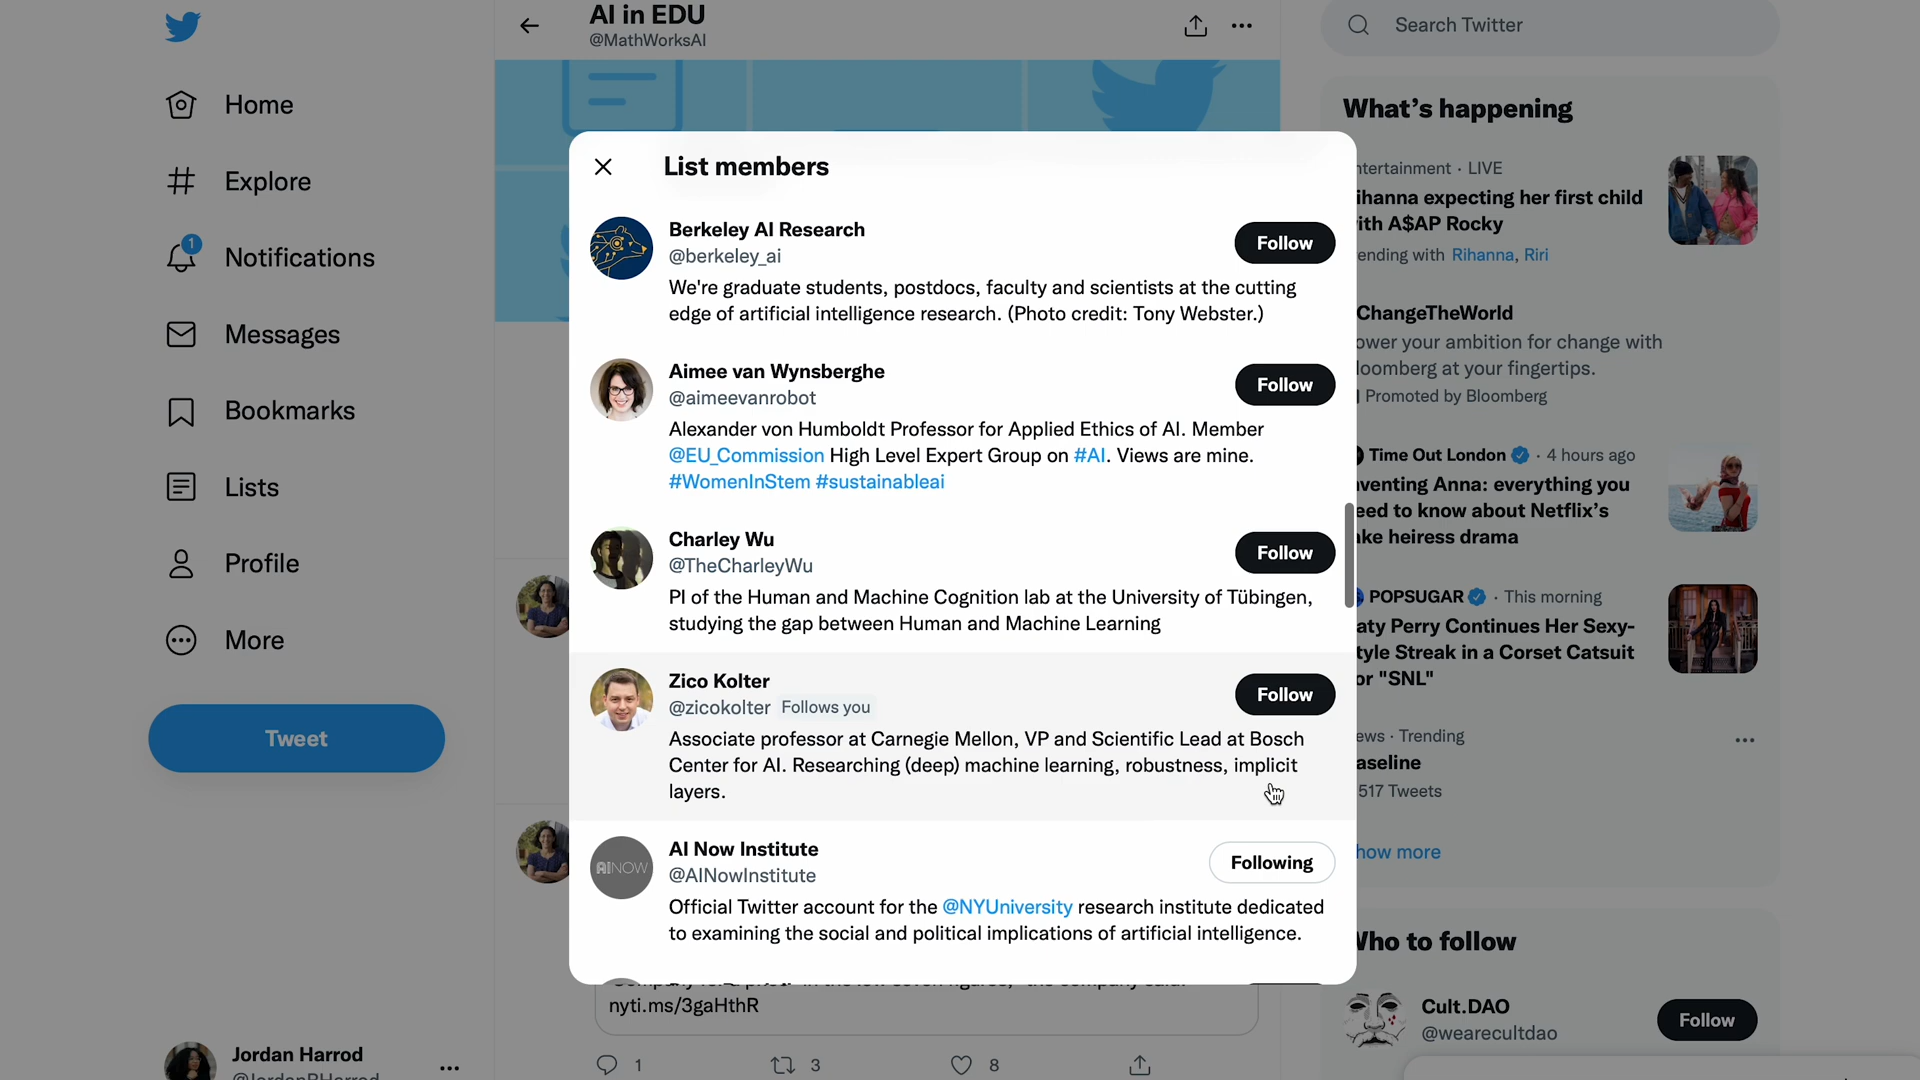 AI in EDU
@MathWorksAI
Search Twitter
Home
Explore
1
Notifications
Messages
Bookmarks
Lists
Profile
More
Tweet
Jordan Harrod
List members
Berkeley AI Research
@berkeley_ai
Follow
We're graduate students, postdocs, faculty and scientists at the cutting
edge of artificial intelligence research. (Photo credit: Tony Webster.)
Aimee van Wynsberghe
@aimeevanrobot
Follow
Alexander von Humboldt Professor for Applied Ethics of AI. Member
@EU_Commission High Level Expert Group on #AI. Views are mine.
#WomenInStem #sustainableai
Charley Wu
@TheCharleyWu
Follow
PI of the Human and Machine Cognition lab at the University of Tübingen,
studying the gap between Human and Machine Learning
Zico Kolter
@zicokolter Follows you
Follow
Associate professor at Carnegie Mellon, VP and Scientific Lead at Bosch
Center for AI. Researching (deep) machine learning, robustness, implicit
layers.
AI Now Institute
@AINowInstitute
Following
AINOW
Official Twitter account for the @NYUniversity research institute dedicated
to examining the social and political implications of artificial intelligence.
nyti.ms/3gaHthR
1 3 8
What's happening
ntertainment · LIVE
ihanna expecting her first child
ith A$AP Rocky
ending with Rihanna, Riri
ChangeTheWorld
ower your ambition for change with
loomberg at your fingertips.
Promoted by Bloomberg
Time Out London · 4 hours ago
venting Anna: everything you
eed to know about Netflix's
ke heiress drama
POPSUGAR · This morning
aty Perry Continues Her Sexy-
tyle Streak in a Corset Catsuit
or "SNL"
ews · Trending
aseline
517 Tweets
how more
Who to follow
Cult.DAO
@wearecultdao
Follow